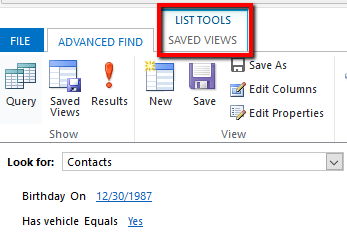 LIST TOOLS
FILE ADVANCED FIND SAVED VIEWS
Query Saved Views Results New Save
Save As
Edit Columns
Edit Properties
Show View
Look for: Contacts
Birthday On 12/30/1987
Has vehicle Equals Yes